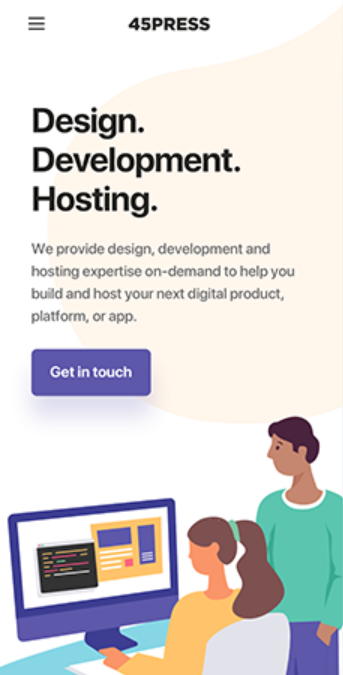 45PRESS
Design.
Development.
Hosting.
We provide design, development and
hosting expertise on-demand to help you
build and host your next digital product,
platform, or app.
Get in touch